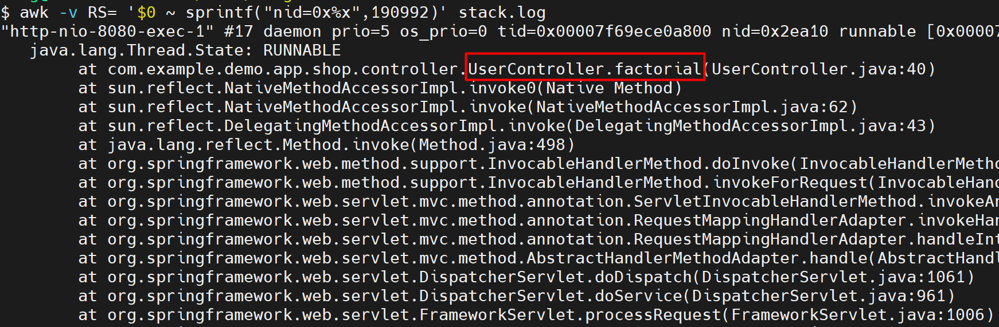 $ awk -v RS= '$0 ~ sprintf("nid=0x%x",190992)' stack.log
"http-nio-8080-exec-1" #17 daemon prio=5 os_prio=0 tid=0x00007f69ece0a800 nid=0x2ea10 runnable [0x00007
java.lang.Thread.State: RUNNABLE
at com.example.demo.app.shop.controller.UserController.factorial(UserController.java:40)
at sun.reflect.NativeMethodAccessorImpl.invoke0(Native Method)
at sun.reflect.NativeMethodAccessorImpl.invoke(NativeMethodAccessorImpl.java:62)
at sun.reflect.DelegatingMethodAccessorImpl.invoke(DelegatingMethodAccessorImpl.java:43)
at java.lang.reflect.Method.invoke(Method.java:498)
at org.springframework.web.method.support.InvocableHandlerMethod.doInvoke(InvocableHandlerMetho
at org.springframework.web.method.support.InvocableHandlerMethod.invokeForRequest(InvocableHand
at org.springframework.web.servlet.mvc.method.annotation.ServletInvocableHandlerMethod.invokeAn
at org.springframework.web.servlet.mvc.method.annotation.RequestMappingHandlerAdapter.invokeHan
at org.springframework.web.servlet.mvc.method.annotation.RequestMappingHandlerAdapter.handleInt
at org.springframework.web.servlet.mvc.method.AbstractHandlerMethodAdapter.handle(AbstractHandl
at org.springframework.web.servlet.DispatcherServlet.doDispatch(DispatcherServlet.java:1061)
at org.springframework.web.servlet.DispatcherServlet.doService(DispatcherServlet.java:961)
at org.springframework.web.servlet.FrameworkServlet.processRequest(FrameworkServlet.java:1006)